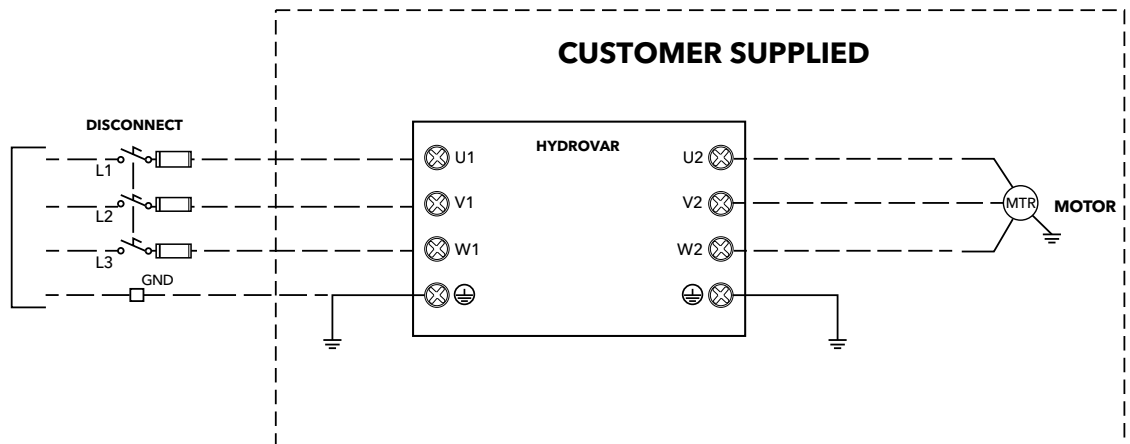 CUSTOMER SUPPLIED
DISCONNECT
HYDROVAR
L1
U1
U2
L2
V1
V2
MTR
MOTOR
L3
W1
W2
GND